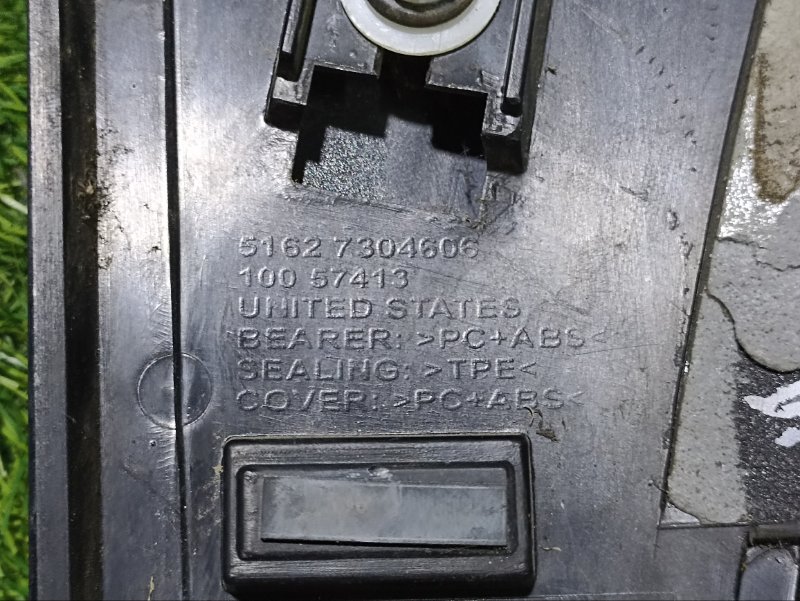 5162 7304606
100 57413
UNITED STATES
BEARER: >PC+ABS<
SEALING: >TPE<
COVER: >PC+ABS<